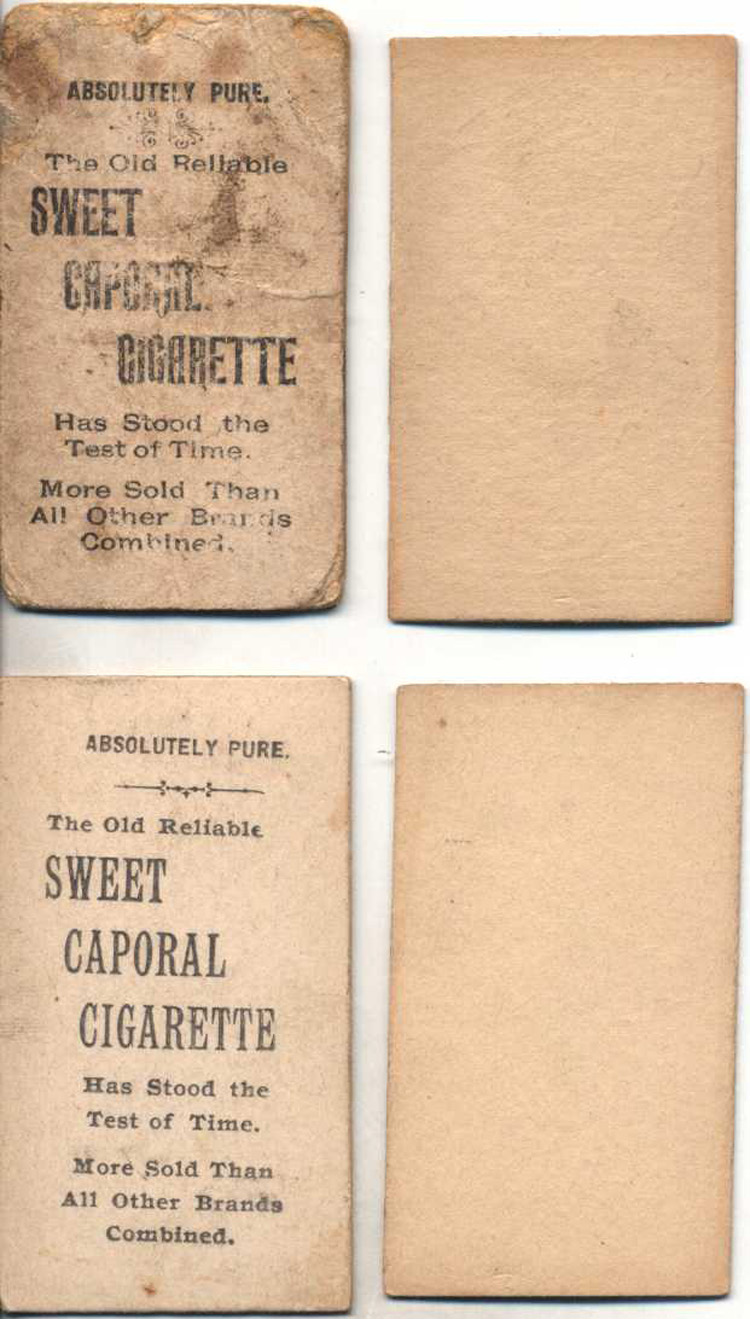 ABSOLUTELY PURE.
The Old Reliable
SWEET
CAPORAL
CIGARETTE
Has Stood the
Test of Time.
More Sold Than
All Other Brands
Combined.
ABSOLUTELY PURE.
The Old Reliable
SWEET
CAPORAL
CIGARETTE
Has Stood the
Test of Time.
More Sold Than
All Other Brands
Combined.